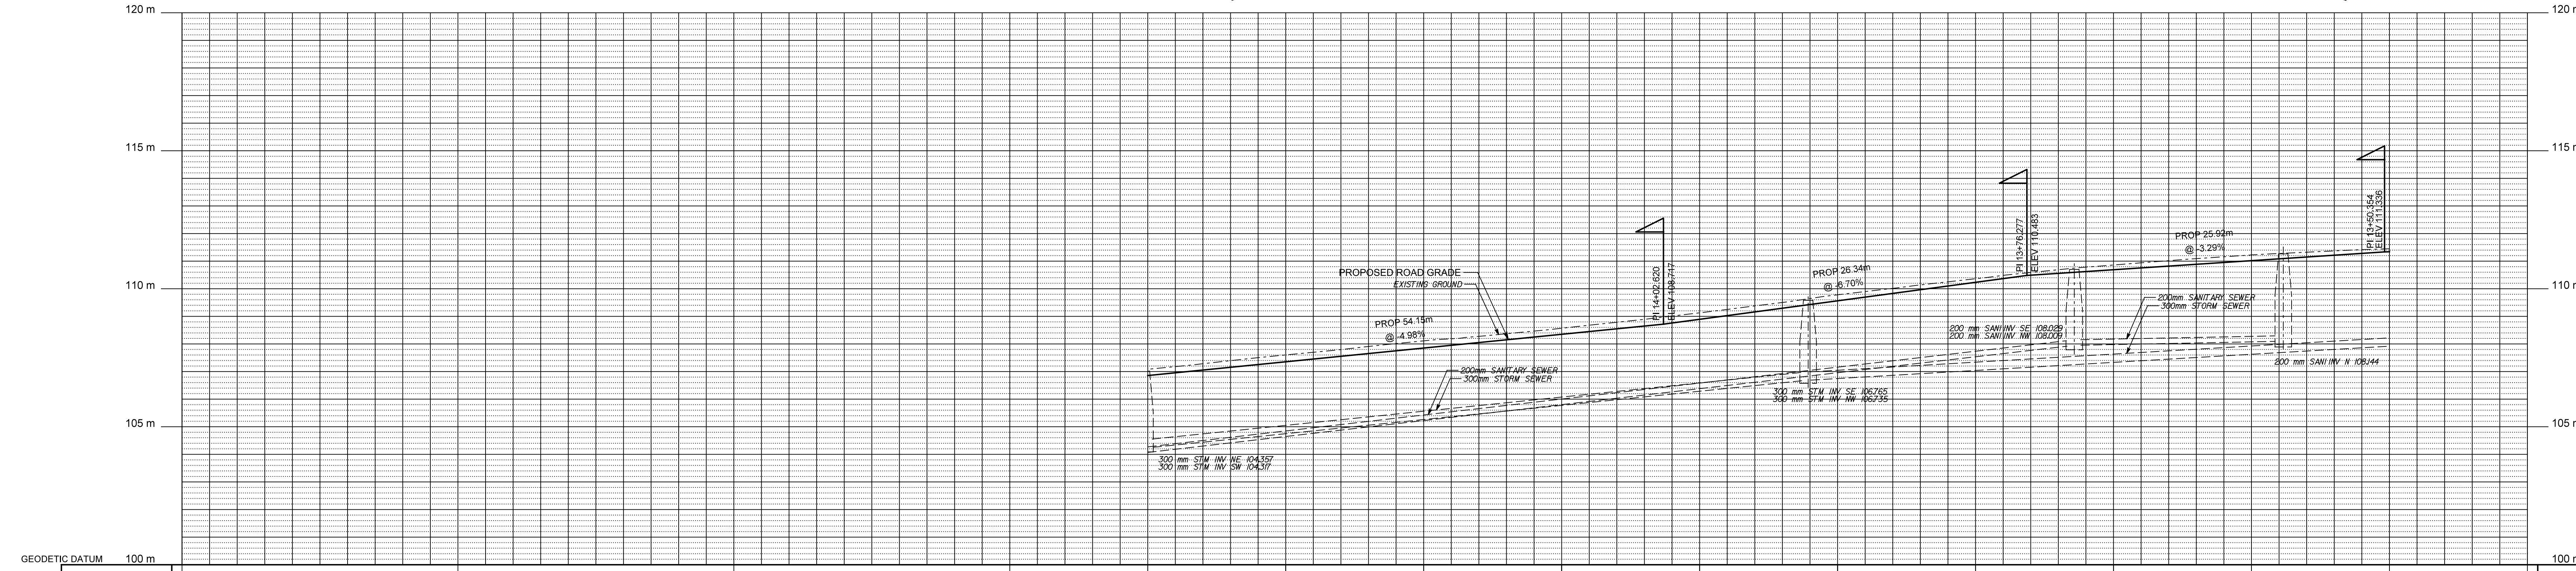 120 m
120 m
115 m
115 m
PI 13+50.354
ELEV 111.336
PI 13+76.277
ELEV 110.483
PROP 25.92m
@ -3.29%
PI 14+02.620
ELEV 108.717
PROP 26.34m
@ -6.70%
PROPOSED ROAD GRADE
EXISTING GROUND
110 m
110 m
200mm SANITARY SEWER
300mm STORM SEWER
PROP 54.15m
@ -4.98%
200 mm SAN INV SE 108.029
200 mm SAN INV NW 108.009
200 mm SAN INV N 108.144
200mm SANITARY SEWER
300mm STORM SEWER
300 mm STM INV SE 106.765
300 mm STM INV NW 106.735
105 m
105 m
300 mm STM INV NE 104.357
300 mm STM INV SW 104.317
GEODETIC DATUM
100 m
100 m